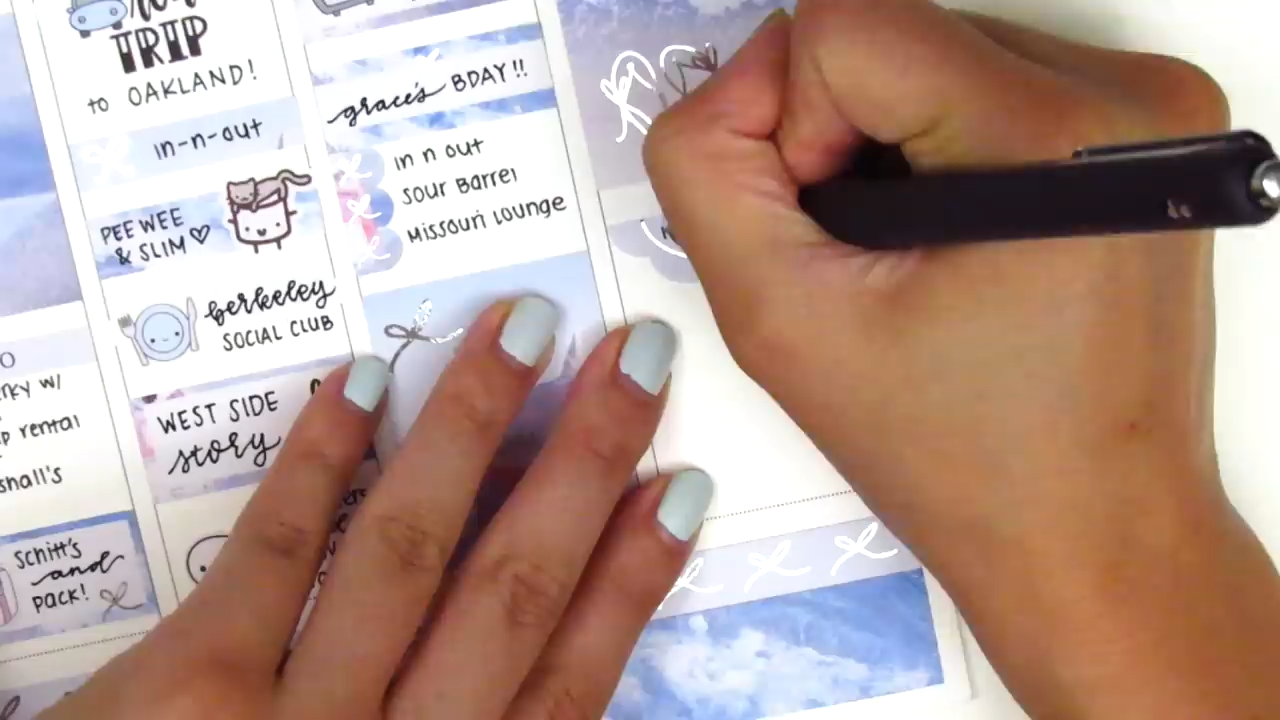 TRIP
to OAKLAND!
in-n-out
PEE WEE
& SLIM♡
berkeley
SOCIAL CLUB
WEST SIDE
story
grace's BDAY!!
in n out
sour Barrel
Missouri Lounge
w/
rental
Schitt's
and
pack!